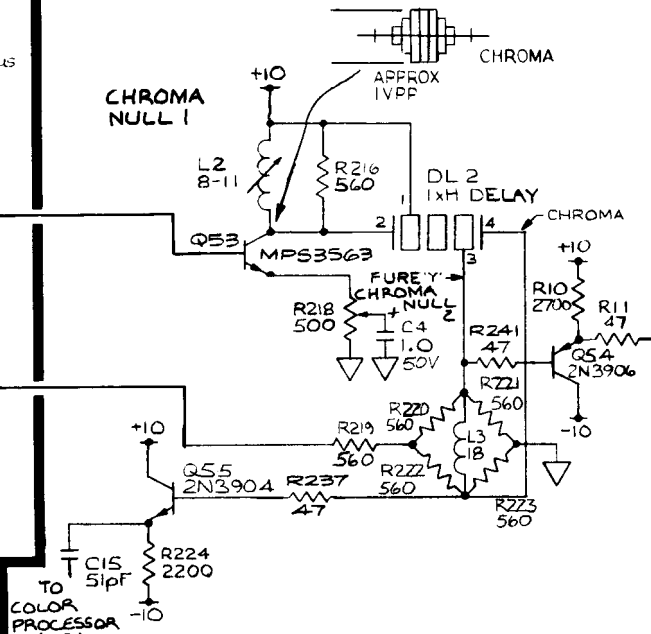 us
CHROMA
APPROX
1VPP
+10
CHROMA
NULL 1
L2
8-11
R216
560
DL 2
1xH DELAY
1
2
4
3
CHROMA
Q53
MPS3563
+10
FURE 'Y'
CHROMA
NULL
2
R10
2700
R11
47
R218
500
+
C4
1.0
50V
R241
47
Q54
2N3906
R221
560
R220
560
-10
+10
R219
560
L3
18
Q55
2N3904
R237
47
R222
560
R223
560
C15
51pF
R224
2200
TO
COLOR
PROCESSOR
-10